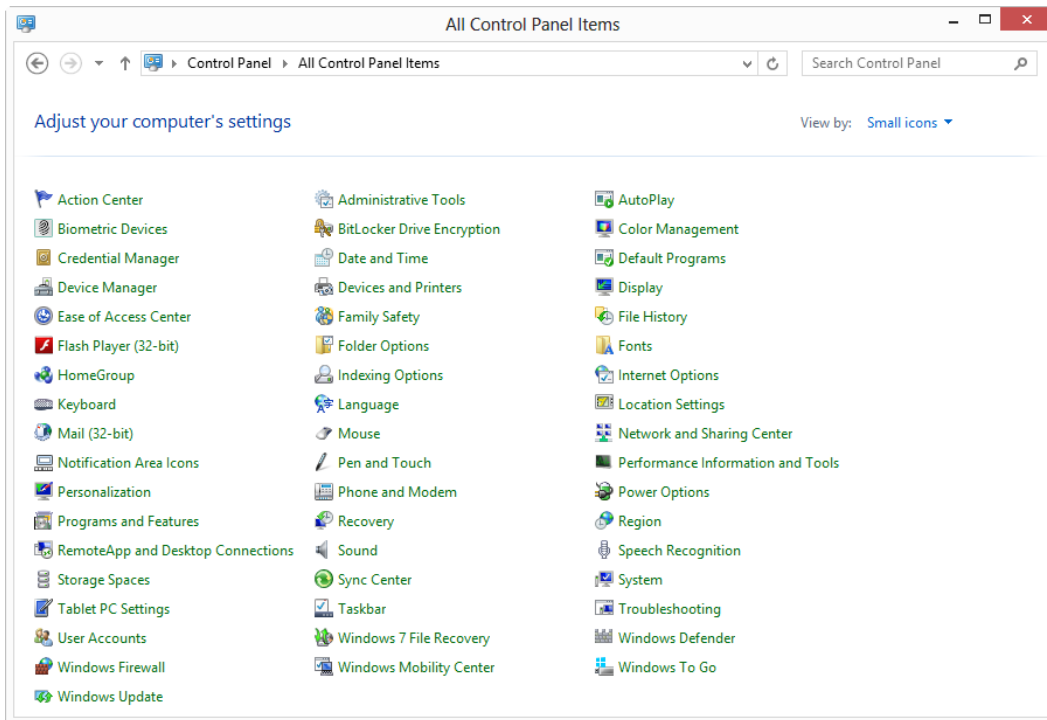 All Control Panel Items
Control Panel All Control Panel Items Search Control Panel
Adjust your computer's settings View by: Small icons
Action Center Administrative Tools AutoPlay
Biometric Devices BitLocker Drive Encryption Color Management
Credential Manager Date and Time Default Programs
Device Manager Devices and Printers Display
Ease of Access Center Family Safety File History
Flash Player (32-bit) Folder Options Fonts
HomeGroup Indexing Options Internet Options
Keyboard Language Location Settings
Mail (32-bit) Mouse Network and Sharing Center
Notification Area Icons Pen and Touch Performance Information and Tools
Personalization Phone and Modem Power Options
Programs and Features Recovery Region
RemoteApp and Desktop Connections Sound Speech Recognition
Storage Spaces Sync Center System
Tablet PC Settings Taskbar Troubleshooting
User Accounts Windows 7 File Recovery Windows Defender
Windows Firewall Windows Mobility Center Windows To Go
Windows Update